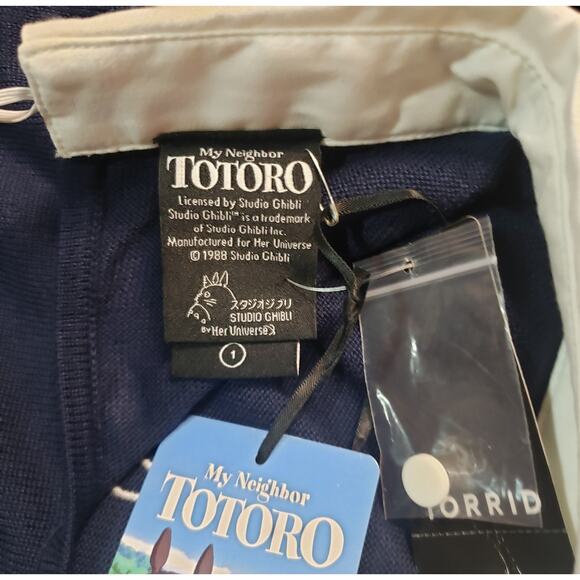 My Neighbor
TOTORO
Licensed by Studio Ghibli
Studio Ghibli™ is a trademark
of Studio Ghibli Inc.
Manufactured for Her Universe
© 1988 Studio Ghibli
スタジオジブリ
STUDIO GHIBLI
By Her Universe
1
My Neighbor
TOTORO
TORRID